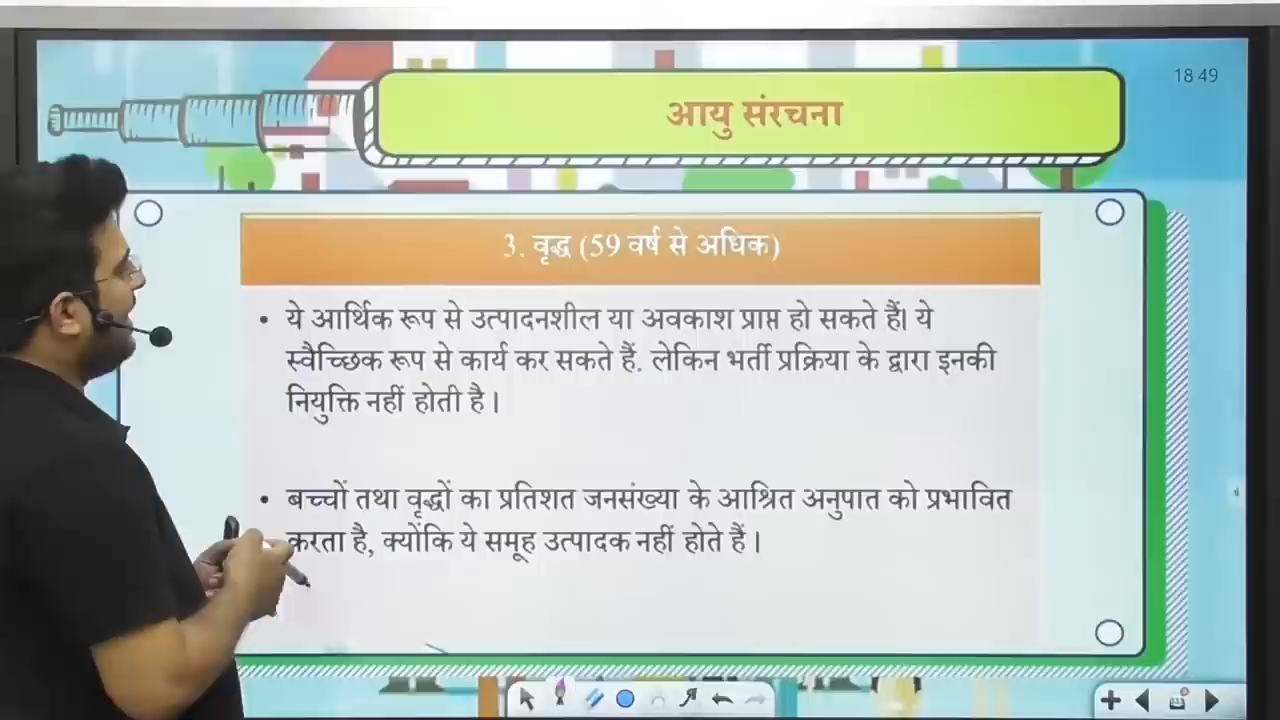 18 49
आयु संरचना
3. वृद्ध (59 वर्ष से अधिक)
• ये आर्थिक रूप से उत्पादनशील या अवकाश प्राप्त हो सकते हैं। ये
स्वैच्छिक रूप से कार्य कर सकते हैं. लेकिन भर्ती प्रक्रिया के द्वारा इनकी
नियुक्ति नहीं होती है।
• बच्चों तथा वृद्धों का प्रतिशत जनसंख्या के आश्रित अनुपात को प्रभावित
करता है, क्योंकि ये समूह उत्पादक नहीं होते हैं।